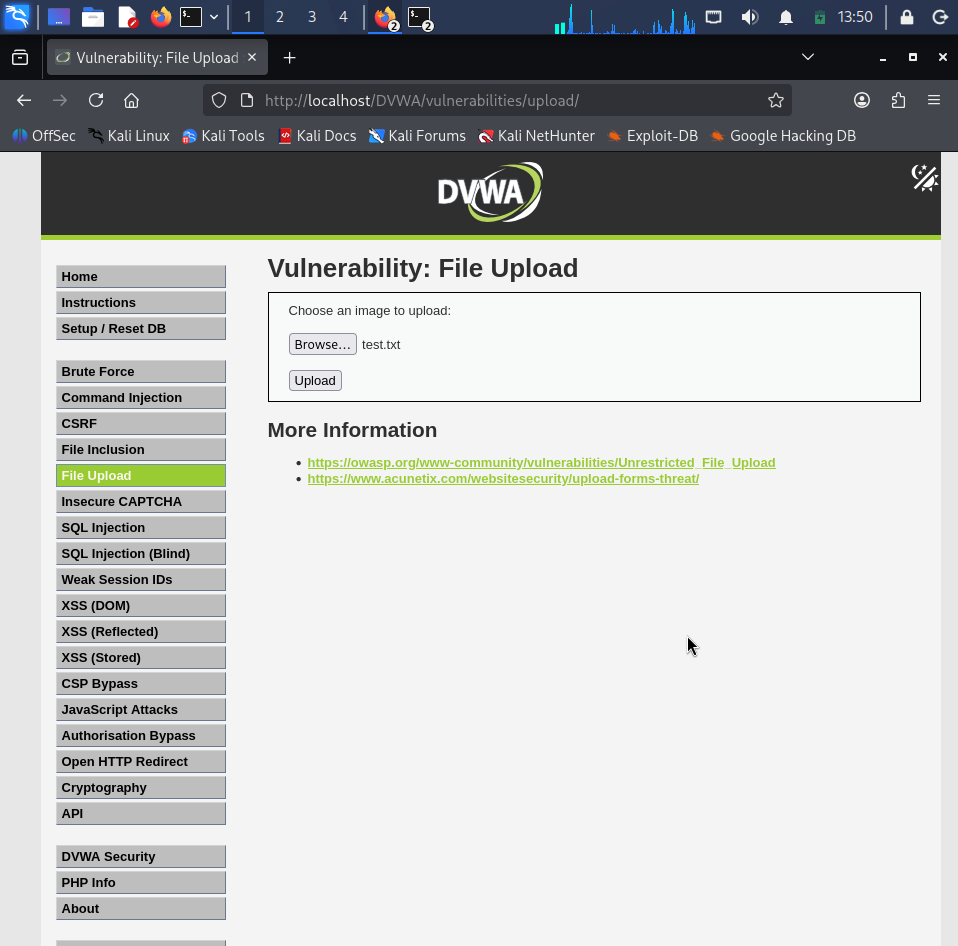 1 2 3 4 2 2 13:50
Vulnerability: File Upload
http://localhost/DVWA/vulnerabilities/upload/
OffSec Kali Linux Kali Tools Kali Docs Kali Forums Kali NetHunter Exploit-DB Google Hacking DB
DVWA
Home
Instructions
Setup / Reset DB
Brute Force
Command Injection
CSRF
File Inclusion
File Upload
Insecure CAPTCHA
SQL Injection
SQL Injection (Blind)
Weak Session IDs
XSS (DOM)
XSS (Reflected)
XSS (Stored)
CSP Bypass
JavaScript Attacks
Authorisation Bypass
Open HTTP Redirect
Cryptography
API
DVWA Security
PHP Info
About
Vulnerability: File Upload
Choose an image to upload:
Browse... test.txt
Upload
More Information
• https://owasp.org/www-community/vulnerabilities/Unrestricted_File_Upload
• https://www.acunetix.com/websitesecurity/upload-forms-threat/